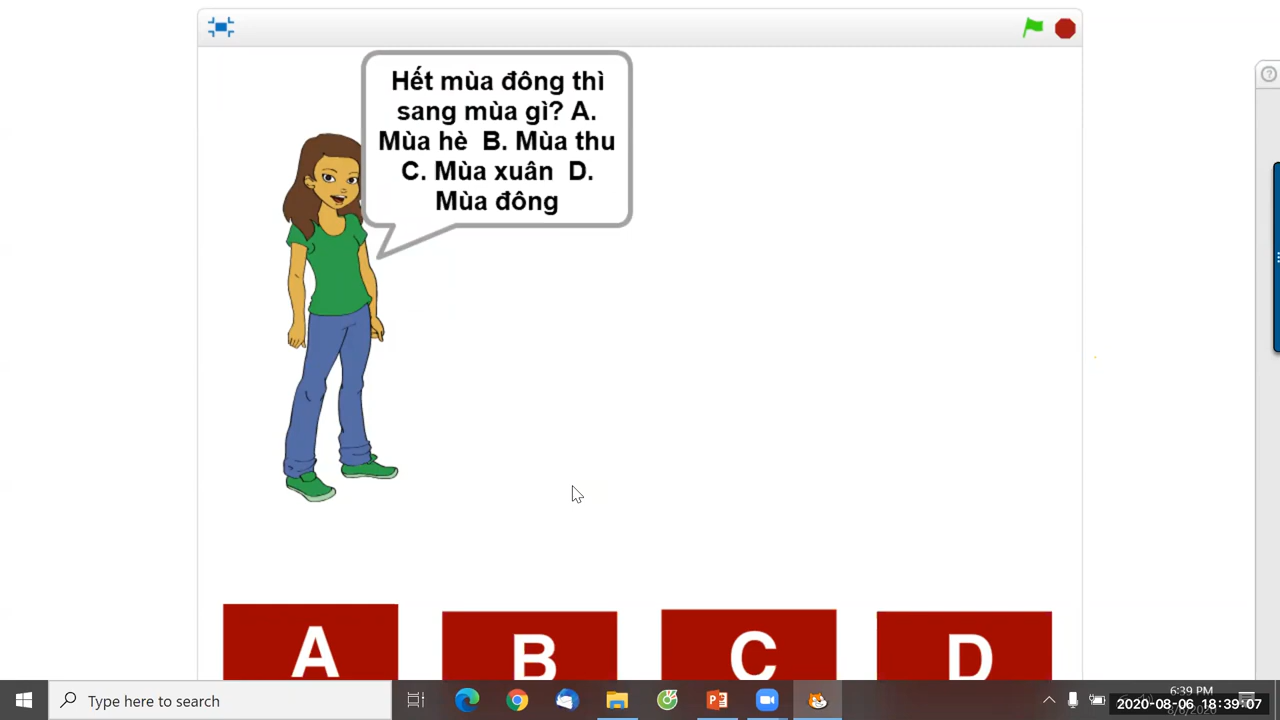 Hết mùa đông thì
sang mùa gì? A.
Mùa hè  B. Mùa thu
C. Mùa xuân  D.
Mùa đông
A
B
C
D
Type here to search
6:39 PM
2020-08-06 18:39:07